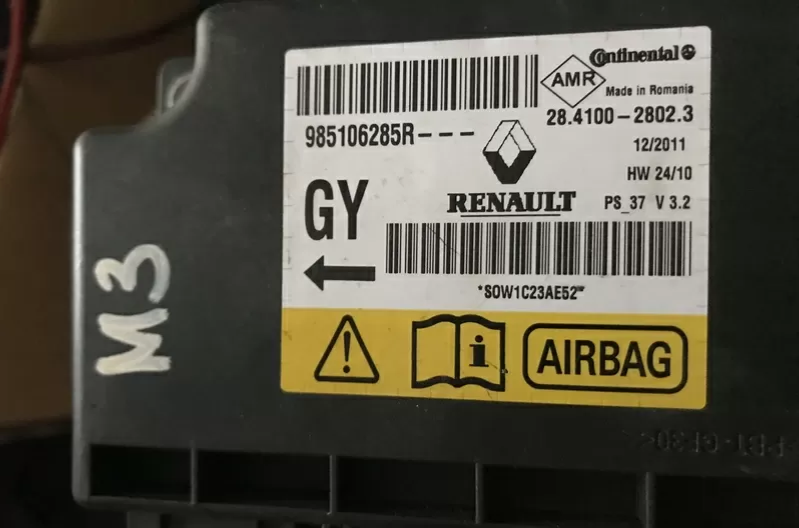 Continental
AMR
Made in Romania
28.4100-2802.3
985106285R---
12/2011
HW 24/10
GY
RENAULT
PS_37 V 3.2
*SOW1C23AE52*
i
AIRBAG
M3